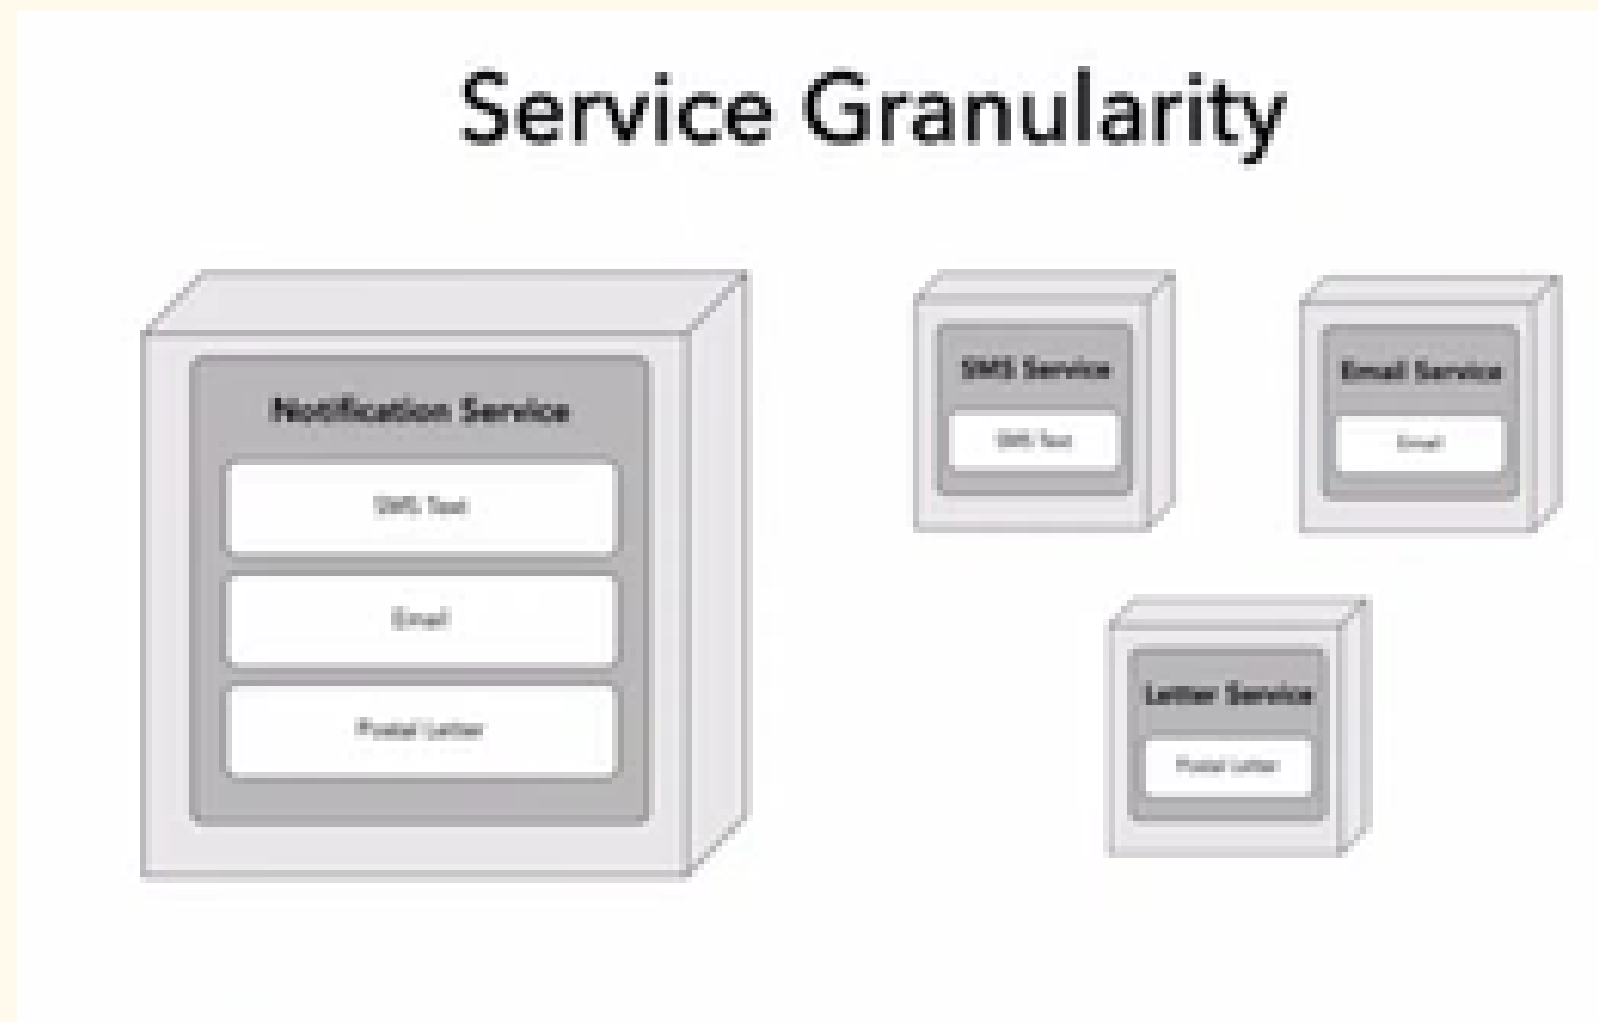 Service Granularity
Notification Service
SMS Text
Email
Postal Letter
SMS Service
SMS Text
Email Service
Email
Letter Service
Postal Letter